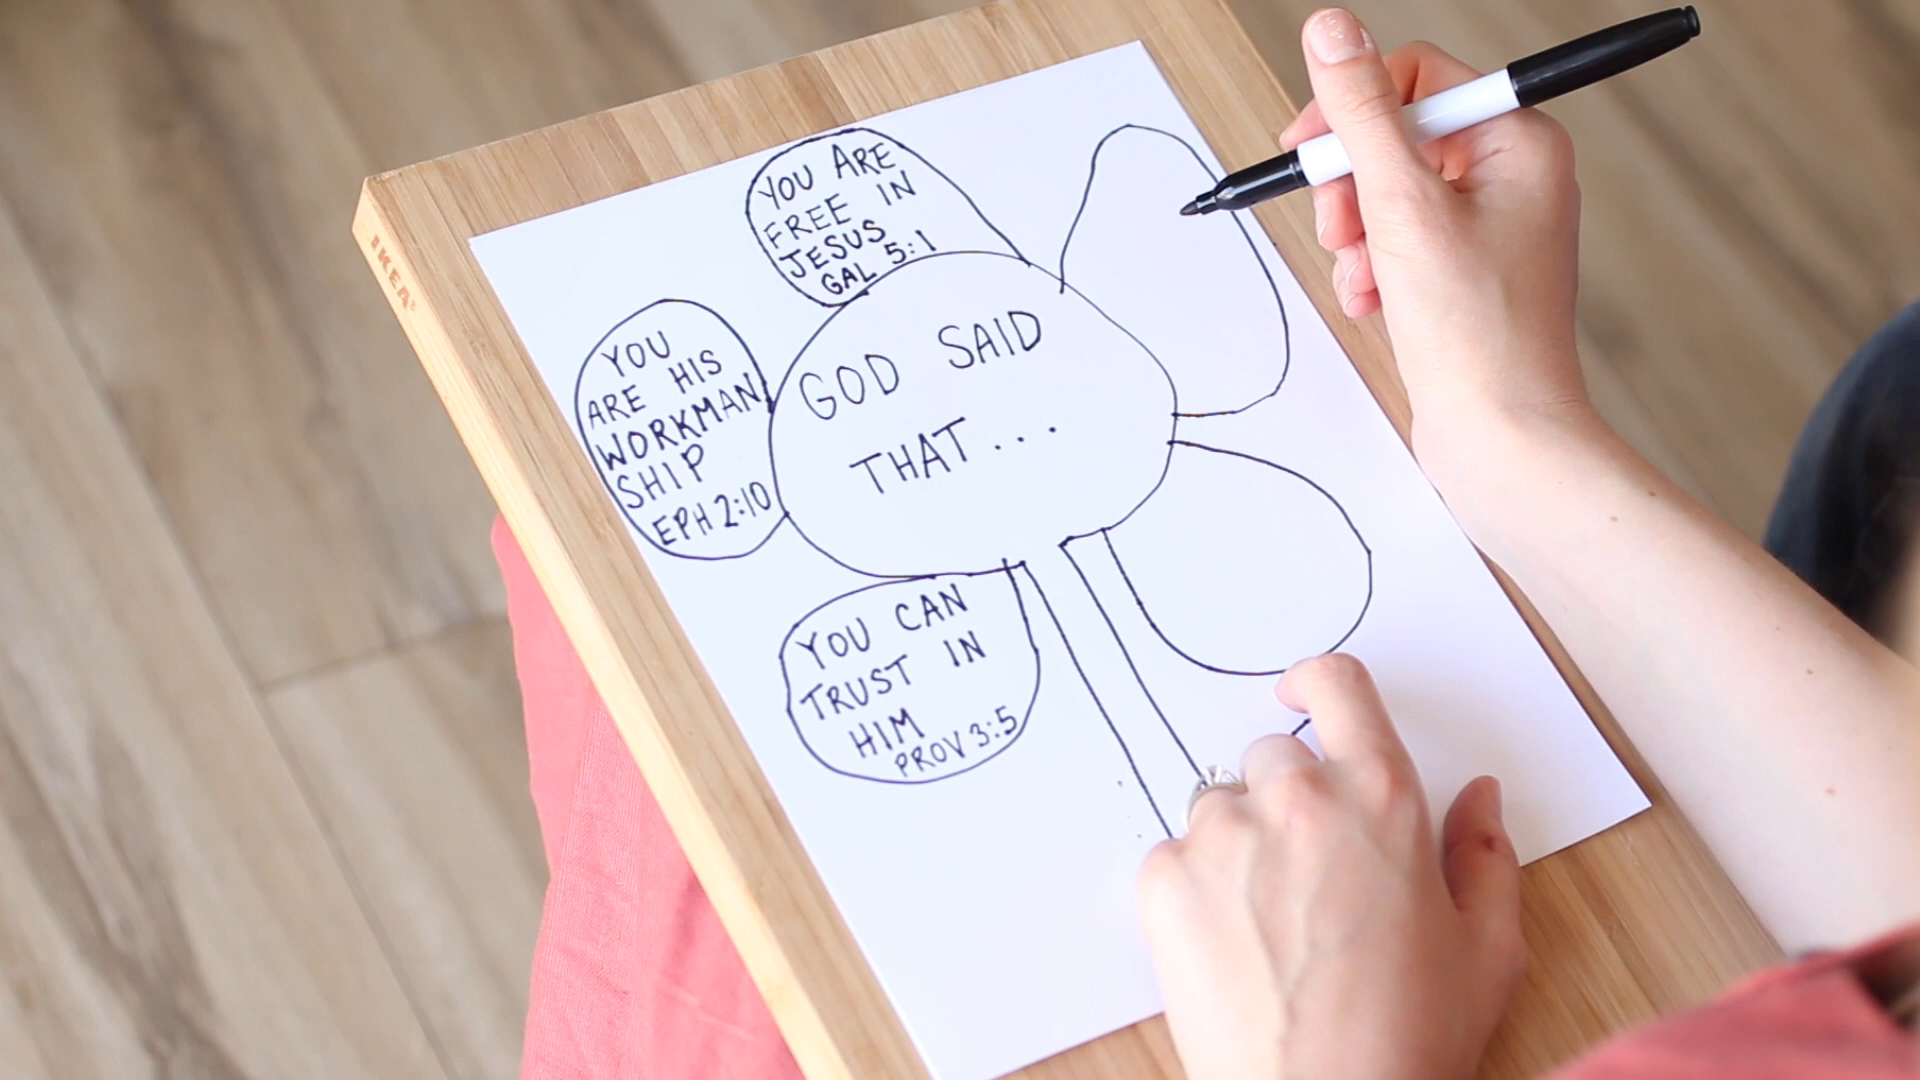 GOD SAID
THAT...
YOU ARE
FREE IN
JESUS
GAL 5:1
YOU
ARE HIS
WORKMAN
SHIP
EPH 2:10
YOU CAN
TRUST IN
HIM
PROV 3:5
IKEA